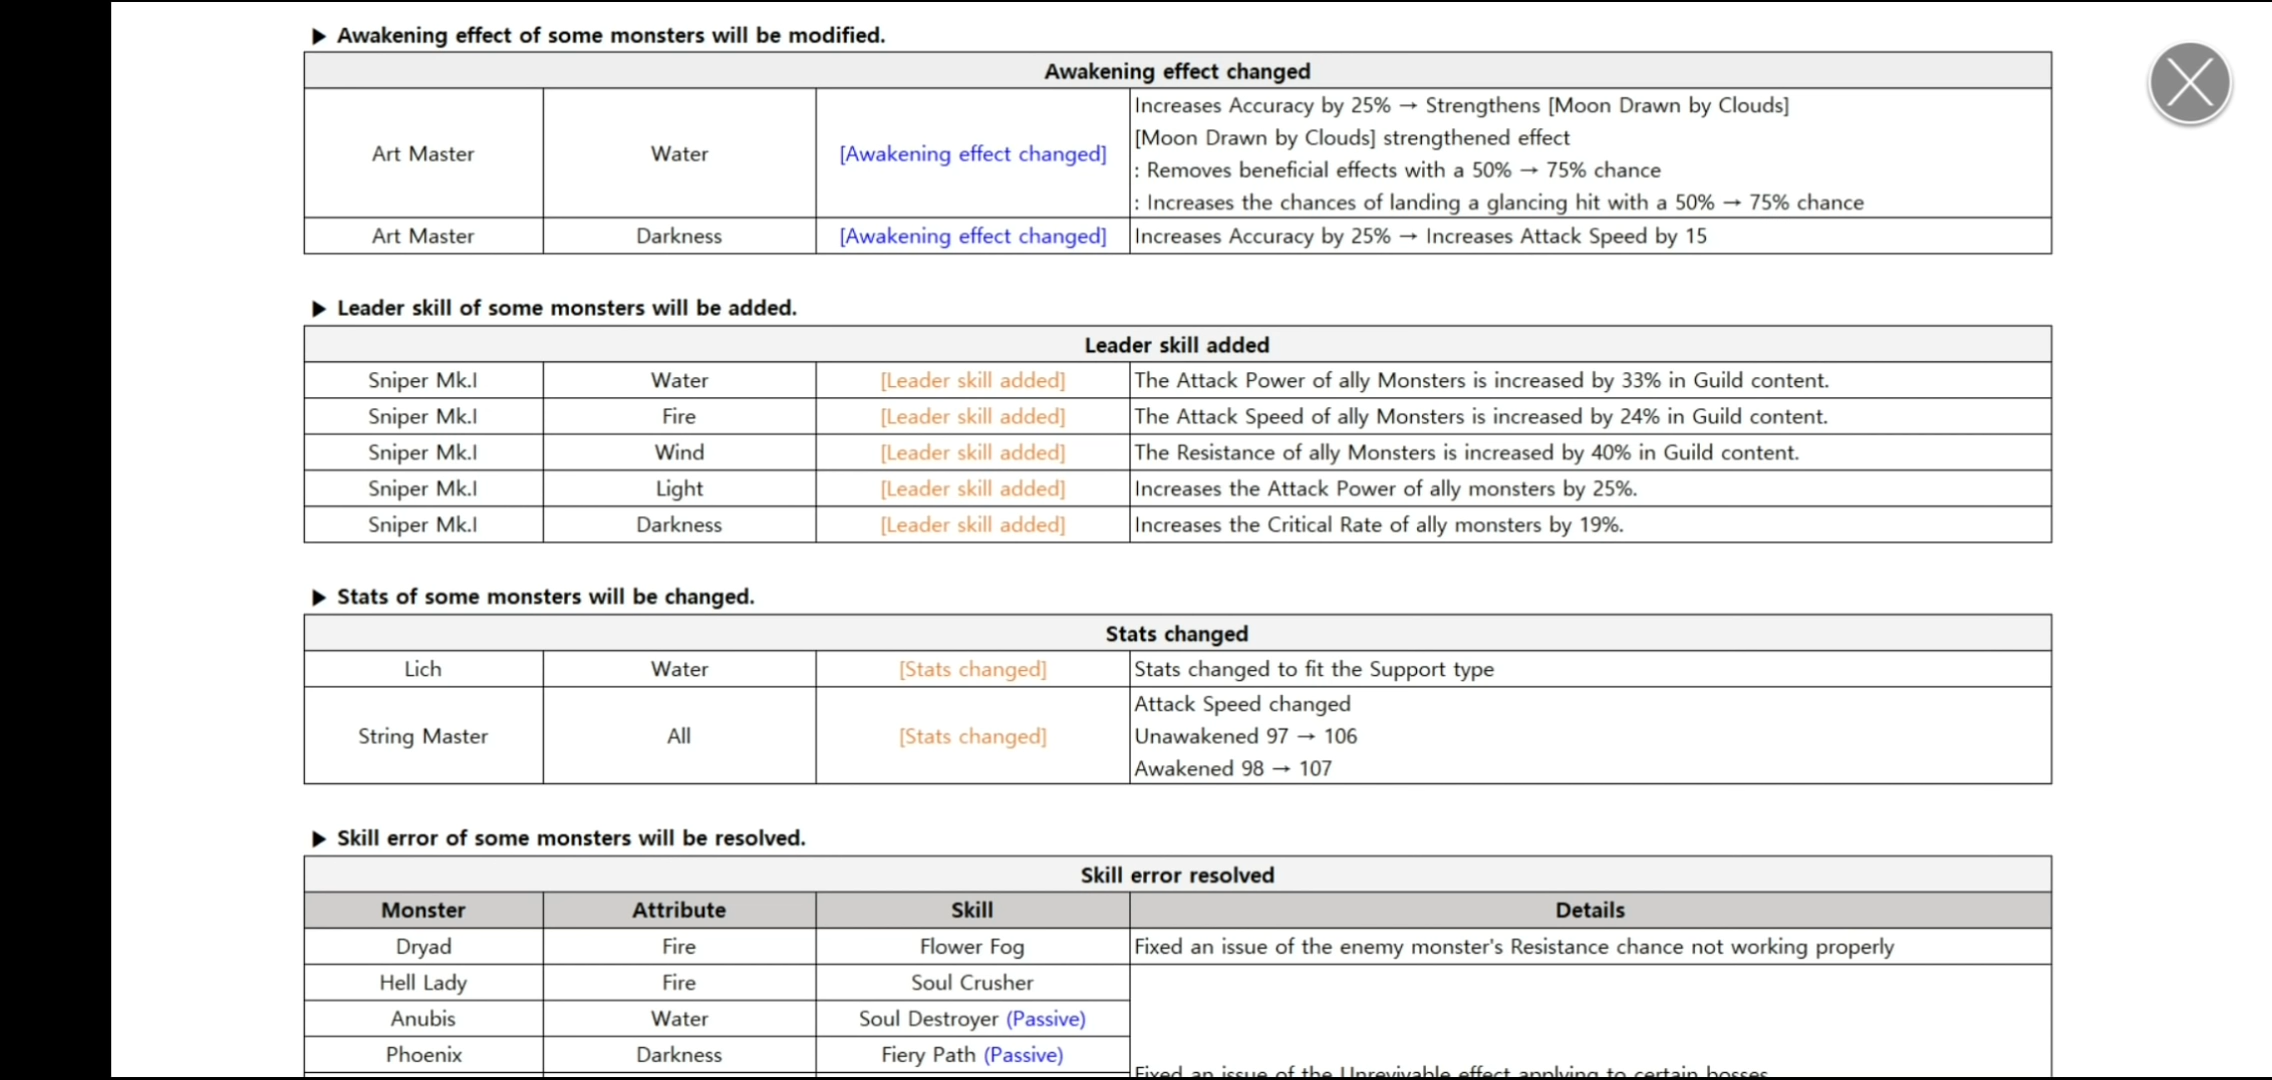 ▶ Awakening effect of some monsters will be modified.
Awakening effect changed
Art Master Water [Awakening effect changed] Increases Accuracy by 25% → Strengthens [Moon Drawn by Clouds]
[Moon Drawn by Clouds] strengthened effect
: Removes beneficial effects with a 50% → 75% chance
: Increases the chances of landing a glancing hit with a 50% → 75% chance
Art Master Darkness [Awakening effect changed] Increases Accuracy by 25% → Increases Attack Speed by 15
▶ Leader skill of some monsters will be added.
Leader skill added
Sniper Mk.I Water [Leader skill added] The Attack Power of ally Monsters is increased by 33% in Guild content.
Sniper Mk.I Fire [Leader skill added] The Attack Speed of ally Monsters is increased by 24% in Guild content.
Sniper Mk.I Wind [Leader skill added] The Resistance of ally Monsters is increased by 40% in Guild content.
Sniper Mk.I Light [Leader skill added] Increases the Attack Power of ally monsters by 25%.
Sniper Mk.I Darkness [Leader skill added] Increases the Critical Rate of ally monsters by 19%.
▶ Stats of some monsters will be changed.
Stats changed
Lich Water [Stats changed] Stats changed to fit the Support type
String Master All [Stats changed] Attack Speed changed
Unawakened 97 → 106
Awakened 98 → 107
▶ Skill error of some monsters will be resolved.
Skill error resolved
Monster Attribute Skill Details
Dryad Fire Flower Fog Fixed an issue of the enemy monster's Resistance chance not working properly
Hell Lady Fire Soul Crusher
Anubis Water Soul Destroyer (Passive)
Phoenix Darkness Fiery Path (Passive)
Fixed an issue of the Unrevivable effect applying to certain bosses